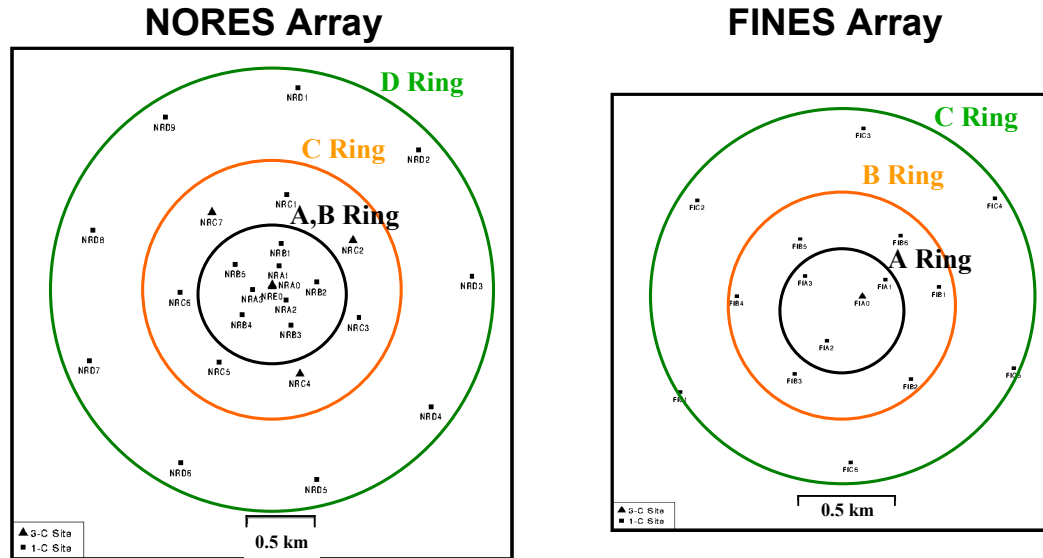 NORES Array
D Ring
NRD1
NRD9
NRD2
C Ring
NRC1
A,B Ring
NRC7
NRC2
NRD8
NRB1
NRB5
NRA1
NRA0
NRD3
NRC6
NRA3
NRE0
NRB2
NRA2
NRB4
NRB3
NRC3
NRD7
NRC5
NRC4
NRD4
NRD6
NRD5
3-C Site
1-C Site
0.5 km
FINES Array
C Ring
FIC3
B Ring
FIC2
FIC4
FIB5
FIB6
A Ring
FIA3
FIA1
FIB4
FIA0
FIB1
FIA2
FIB3
FIB2
FIC5
FIC6
3-C Site
1-C Site
0.5 km